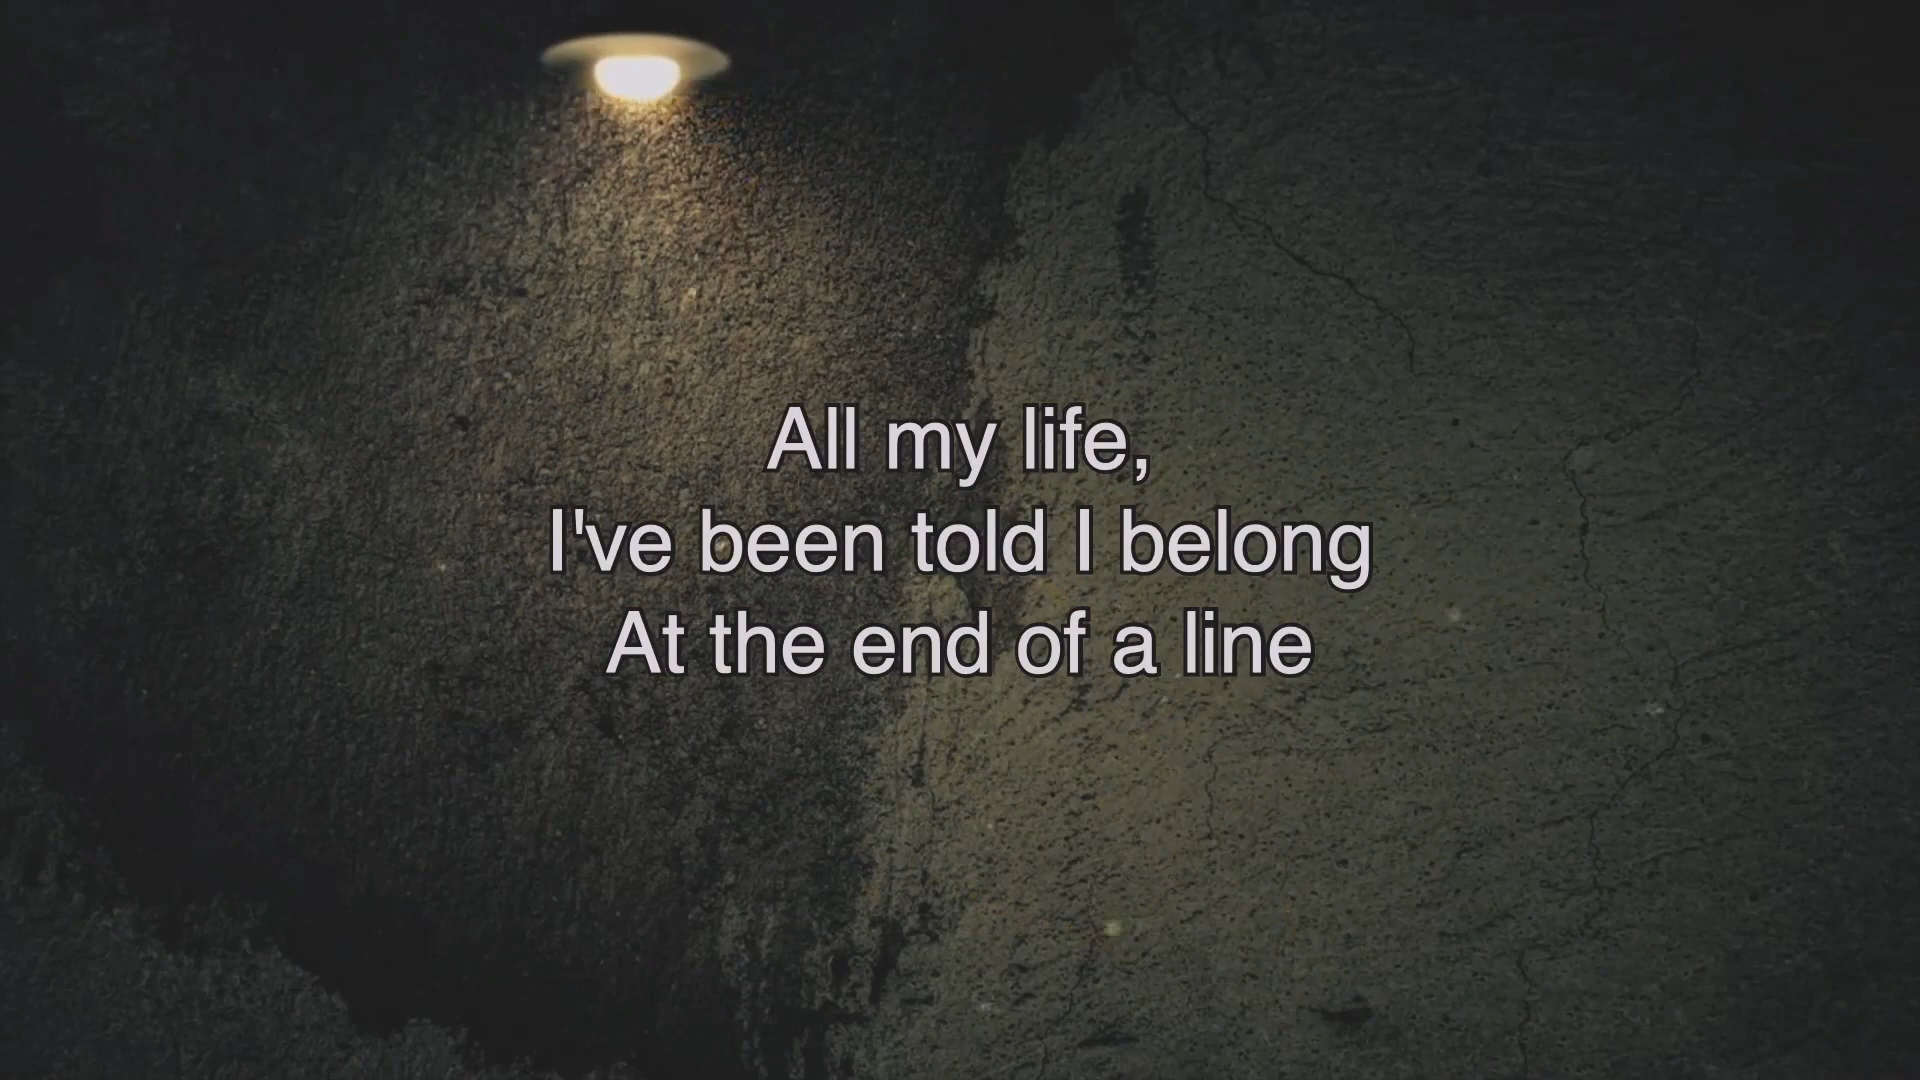 All my life,
I've been told I belong
At the end of a line